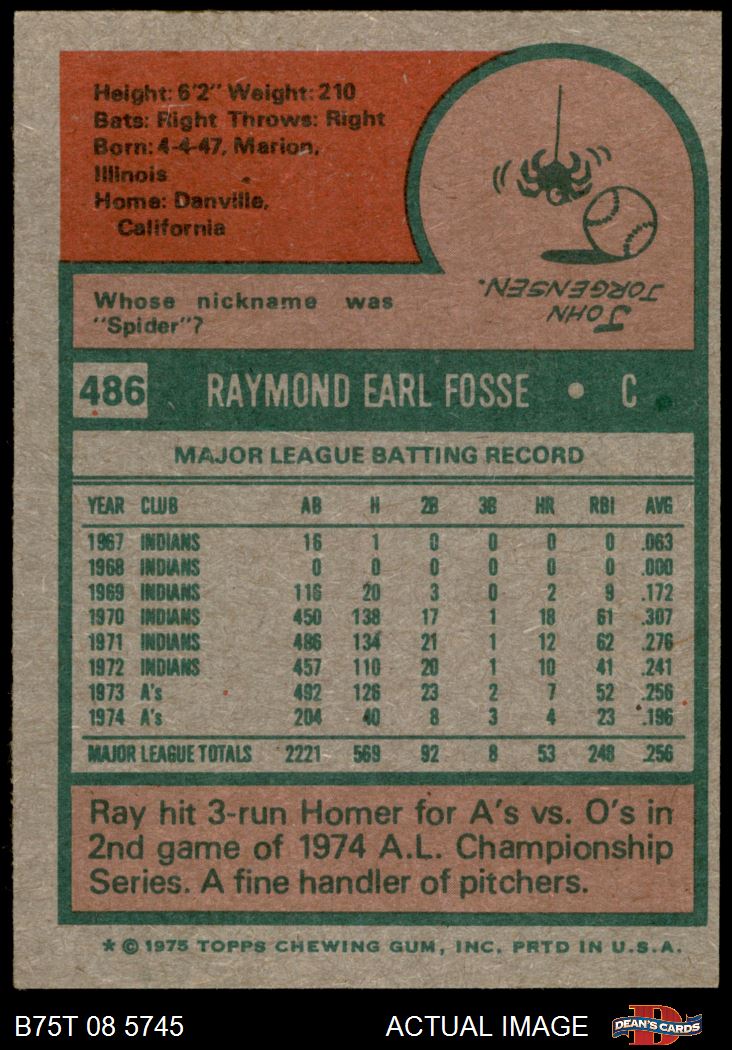 Height: 6'2" Weight: 210
Bats: Right Throws: Right
Born: 4-4-47, Marion,
Illinois
Home: Danville,
California
Whose nickname was
"Spider"?
JOHN
JORGENSEN.
486 RAYMOND EARL FOSSE • C
MAJOR LEAGUE BATTING RECORD
YEAR CLUB AB H 2B 3B HR RBI AVG
1967 INDIANS 16 1 0 0 0 0 .063
1968 INDIANS 0 0 0 0 0 0 .000
1969 INDIANS 116 20 3 0 2 9 .172
1970 INDIANS 450 138 17 1 18 61 .307
1971 INDIANS 486 134 21 1 12 62 .276
1972 INDIANS 457 110 20 1 10 41 .241
1973 A's 492 126 23 2 7 52 .256
1974 A's 204 40 8 3 4 23 .196
MAJOR LEAGUE TOTALS 2221 569 92 8 53 248 .256
Ray hit 3-run Homer for A's vs. O's in
2nd game of 1974 A.L. Championship
Series. A fine handler of pitchers.
* © 1975 TOPPS CHEWING GUM, INC. PRTD IN U.S.A.
B75T 08 5745 ACTUAL IMAGE D DEAN'S CARDS